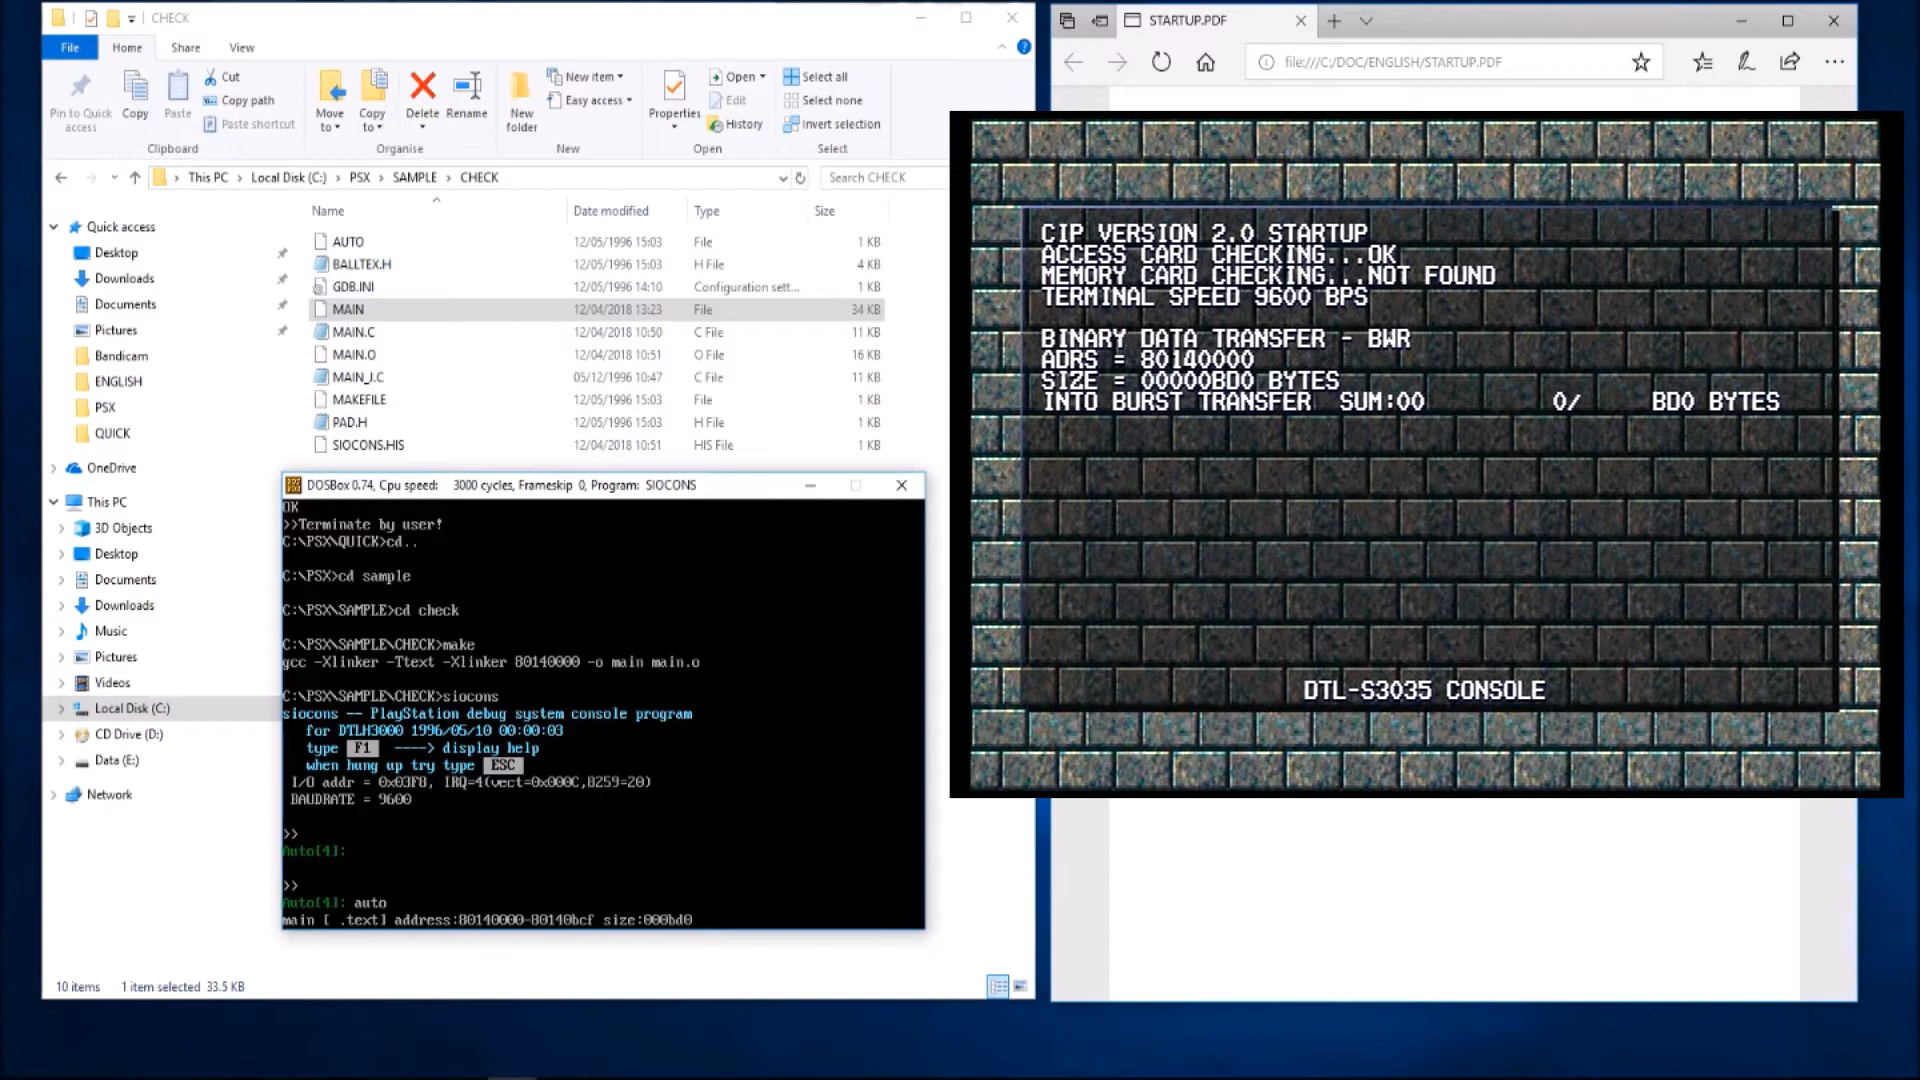 CHECK
File Home Share View
Pin to Quick access
Copy
Paste
Cut
Copy path
Paste shortcut
Clipboard
Move to
Copy to
Delete
Rename
Organise
New folder
New item
Easy access
New
Properties
Open
Edit
History
Open
Select all
Select none
Invert selection
Select
This PC > Local Disk (C:) > PSX > SAMPLE > CHECK
Search CHECK
Quick access
Desktop
Downloads
Documents
Pictures
Bandicam
ENGLISH
PSX
QUICK
OneDrive
This PC
3D Objects
Desktop
Documents
Downloads
Music
Pictures
Videos
Local Disk (C:)
CD Drive (D:)
Data (E:)
Network
Name Date modified Type Size
AUTO 12/05/1996 15:03 File 1 KB
BALLTEX.H 12/05/1996 15:03 H File 4 KB
GDB.INI 12/05/1996 14:10 Configuration sett... 1 KB
MAIN 12/04/2018 13:23 File 34 KB
MAIN.C 12/04/2018 10:50 C File 11 KB
MAIN.O 12/04/2018 10:51 O File 16 KB
MAIN_J.C 05/12/1996 10:47 C File 11 KB
MAKEFILE 12/05/1996 15:03 File 1 KB
PAD.H 12/05/1996 15:03 H File 1 KB
SIOCONS.HIS 12/04/2018 10:51 HIS File 1 KB
10 items 1 item selected 33.5 KB
DOSBox 0.74, Cpu speed: 3000 cycles, Frameskip 0, Program: SIOCONS
OK
>>Terminate by user!
C:\PSX\QUICK>cd..
C:\PSX>cd sample
C:\PSX\SAMPLE>cd check
C:\PSX\SAMPLE\CHECK>make
gcc -Xlinker -Ttext -Xlinker 80140000 -o main main.o
C:\PSX\SAMPLE\CHECK>siocons
siocons -- PlayStation debug system console program
for DTLH3000 1996/05/10 00:00:03
type F1 ----> display help
when hung up try type ESC
I/O addr = 0x03F8, IRQ=4(vect=0x000C,8259=20)
BAUDRATE = 9600
>>
Auto[4]:
>>
Auto[4]: auto
main [ .text] address:80140000-80140bcf size:000bd0
STARTUP.PDF
file:///C:/DOC/ENGLISH/STARTUP.PDF
CIP VERSION 2.0 STARTUP
ACCESS CARD CHECKING...OK
MEMORY CARD CHECKING...NOT FOUND
TERMINAL SPEED 9600 BPS
BINARY DATA TRANSFER - BWR
ADRS = 80140000
SIZE = 00000BD0 BYTES
INTO BURST TRANSFER SUM:00 0/ BD0 BYTES
DTL-S3035 CONSOLE